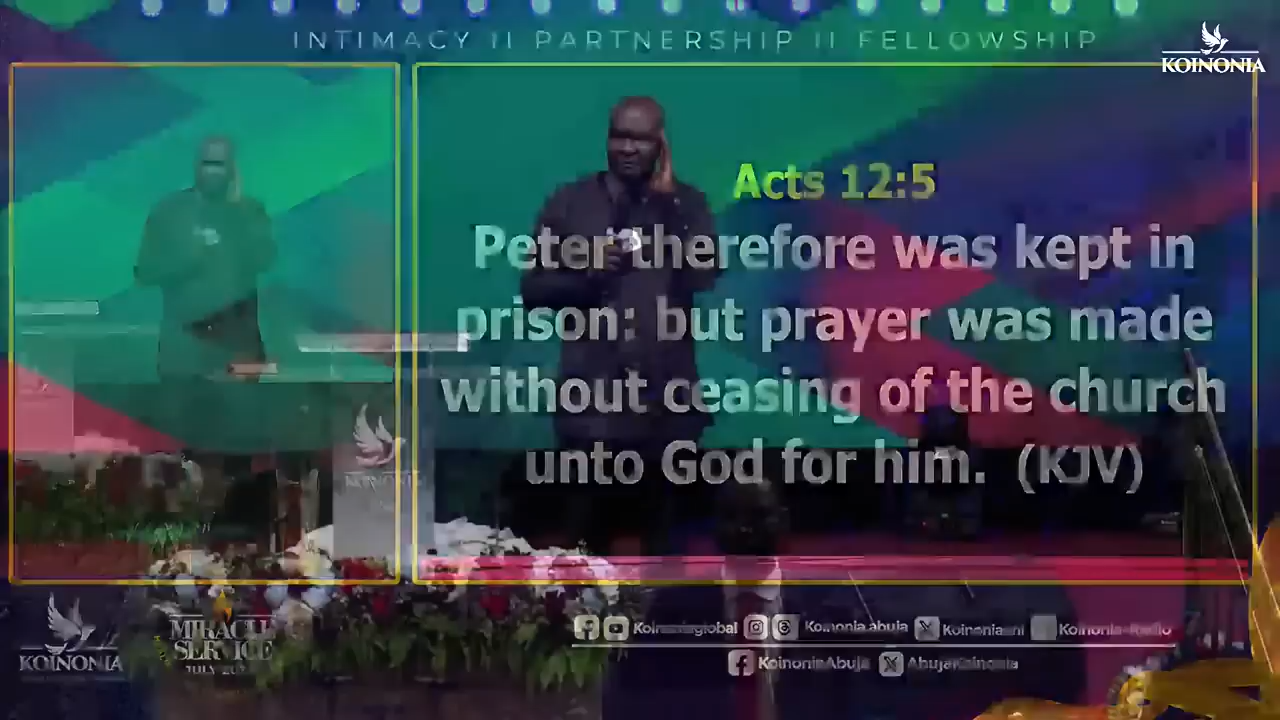 INTIMACY || PARTNERSHIP || FELLOWSHIP
KOINONIA
Acts 12:5
Peter therefore was kept in
prison: but prayer was made
without ceasing of the church
unto God for him. (KJV)
KOINONIA
KOINONIA
MIRACLE
SERVICE
JULY
Koinoniaglobal Koinonia.abuja Koinoniaeni Koinonia-Radio
KoinoniaAbuja AbujaKoinonia